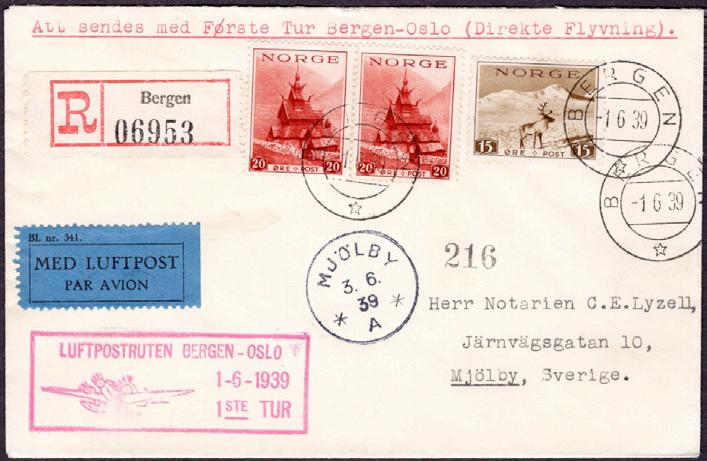 Att sendes med Første Tur Bergen-Oslo (Direkte Flyvning).
R
Bergen
06953
NORGE
20 20
ØRE POST
NORGE
20 20
ØRE POST
NORGE
15 15
ØRE POST
BERGEN
-1 6 39
BERGEN
-1 6 39
Bl. nr. 341.
MED LUFTPOST
PAR AVION
MJÖLBY
3. 6.
39
* A *
216
Herr Notarien C.E.Lyzell,
Järnvägsgatan 10,
Mjölby, Sverige.
LUFTPOSTRUTEN BERGEN-OSLO
1-6-1939
1STE TUR